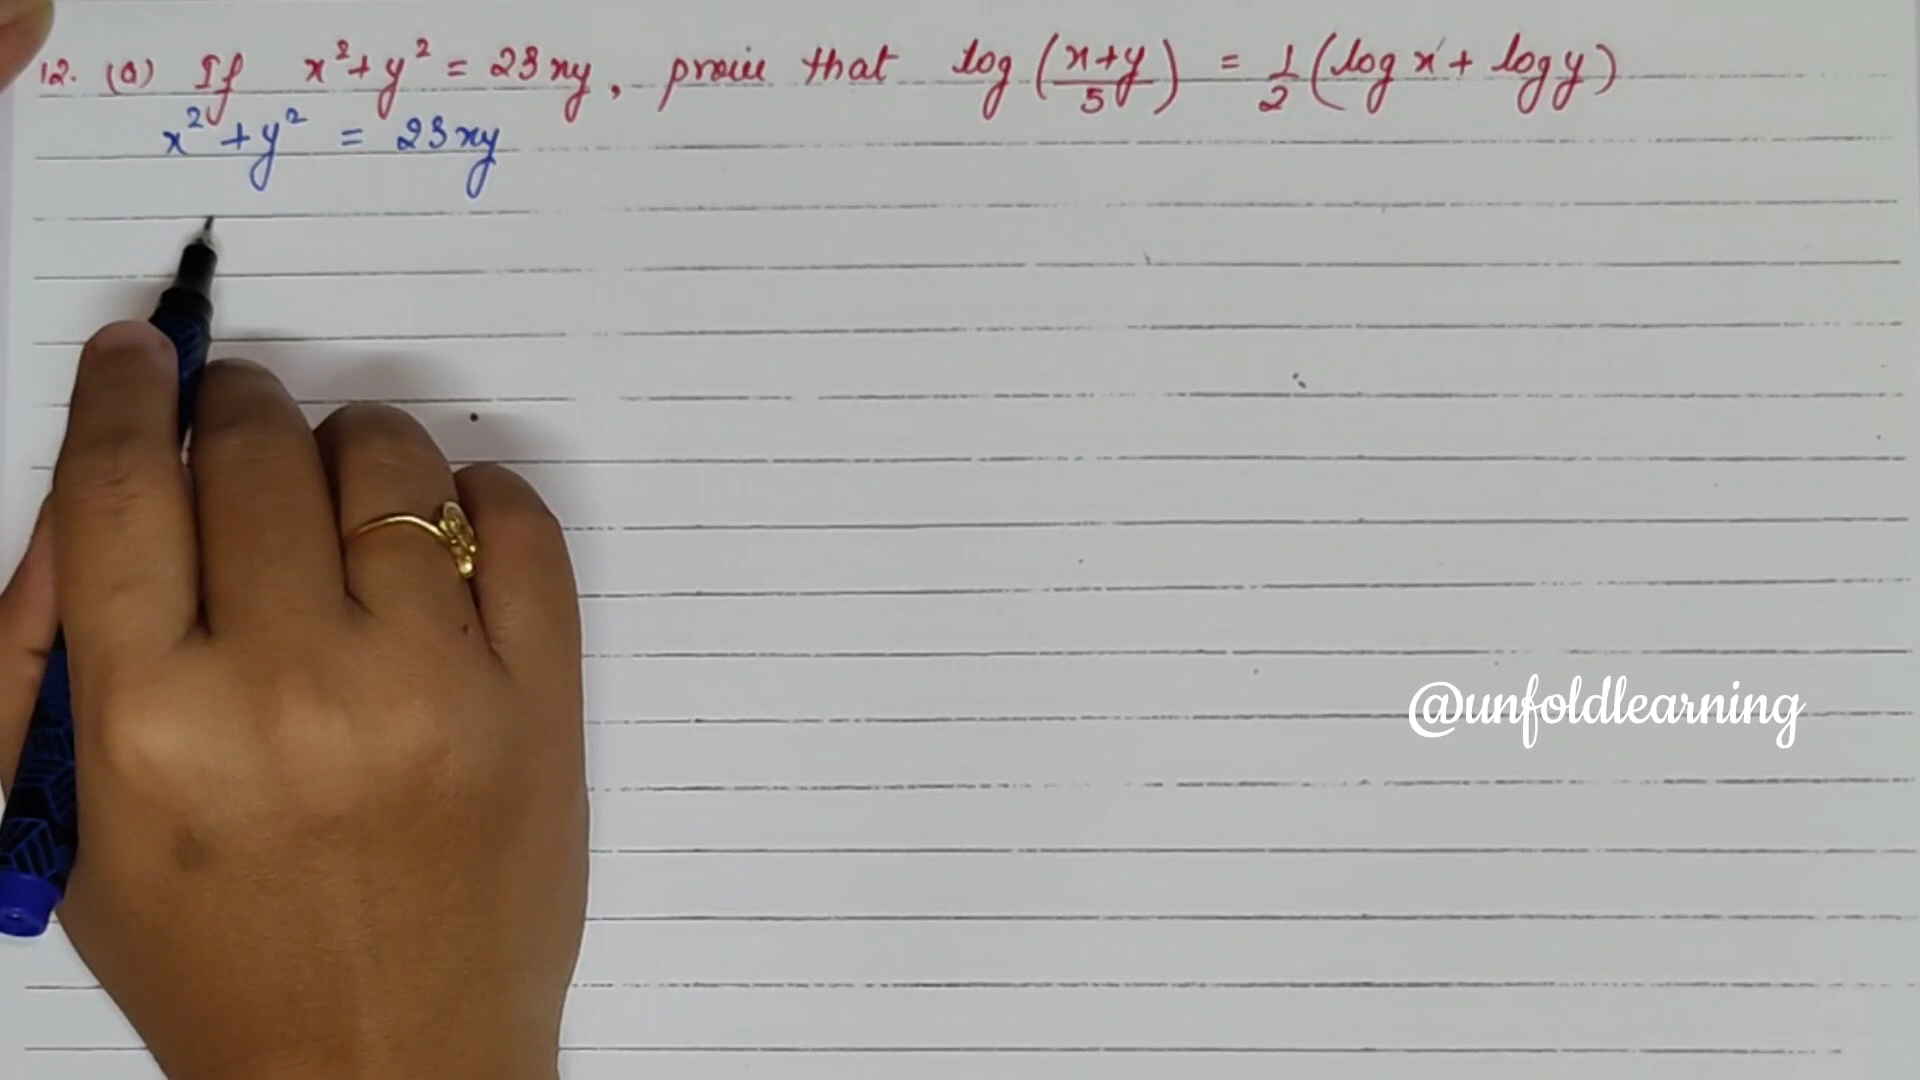 12. (a) If x²+y² = 23xy, prove that log (x+y/5) = 1/2 (log x + log y)
x²+y² = 23xy
@unfoldlearning